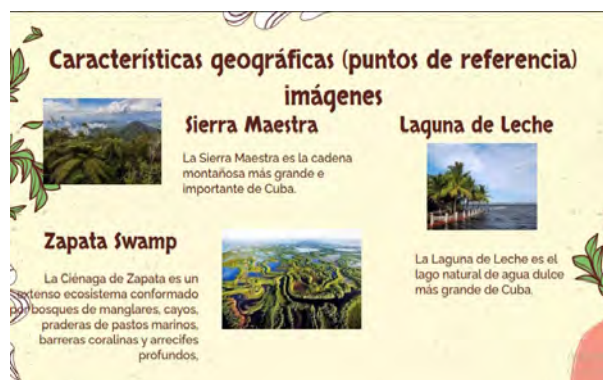 Características geográficas (puntos de referencia)
imágenes
Sierra Maestra
La Sierra Maestra es la cadena
montañosa más grande e
importante de Cuba.
Laguna de Leche
La Laguna de Leche es el
lago natural de agua dulce
más grande de Cuba.
Zapata Swamp
La Ciénaga de Zapata es un
extenso ecosistema conformado
por bosques de manglares, cayos,
praderas de pastos marinos,
barreras coralinas y arrecifes
profundos,